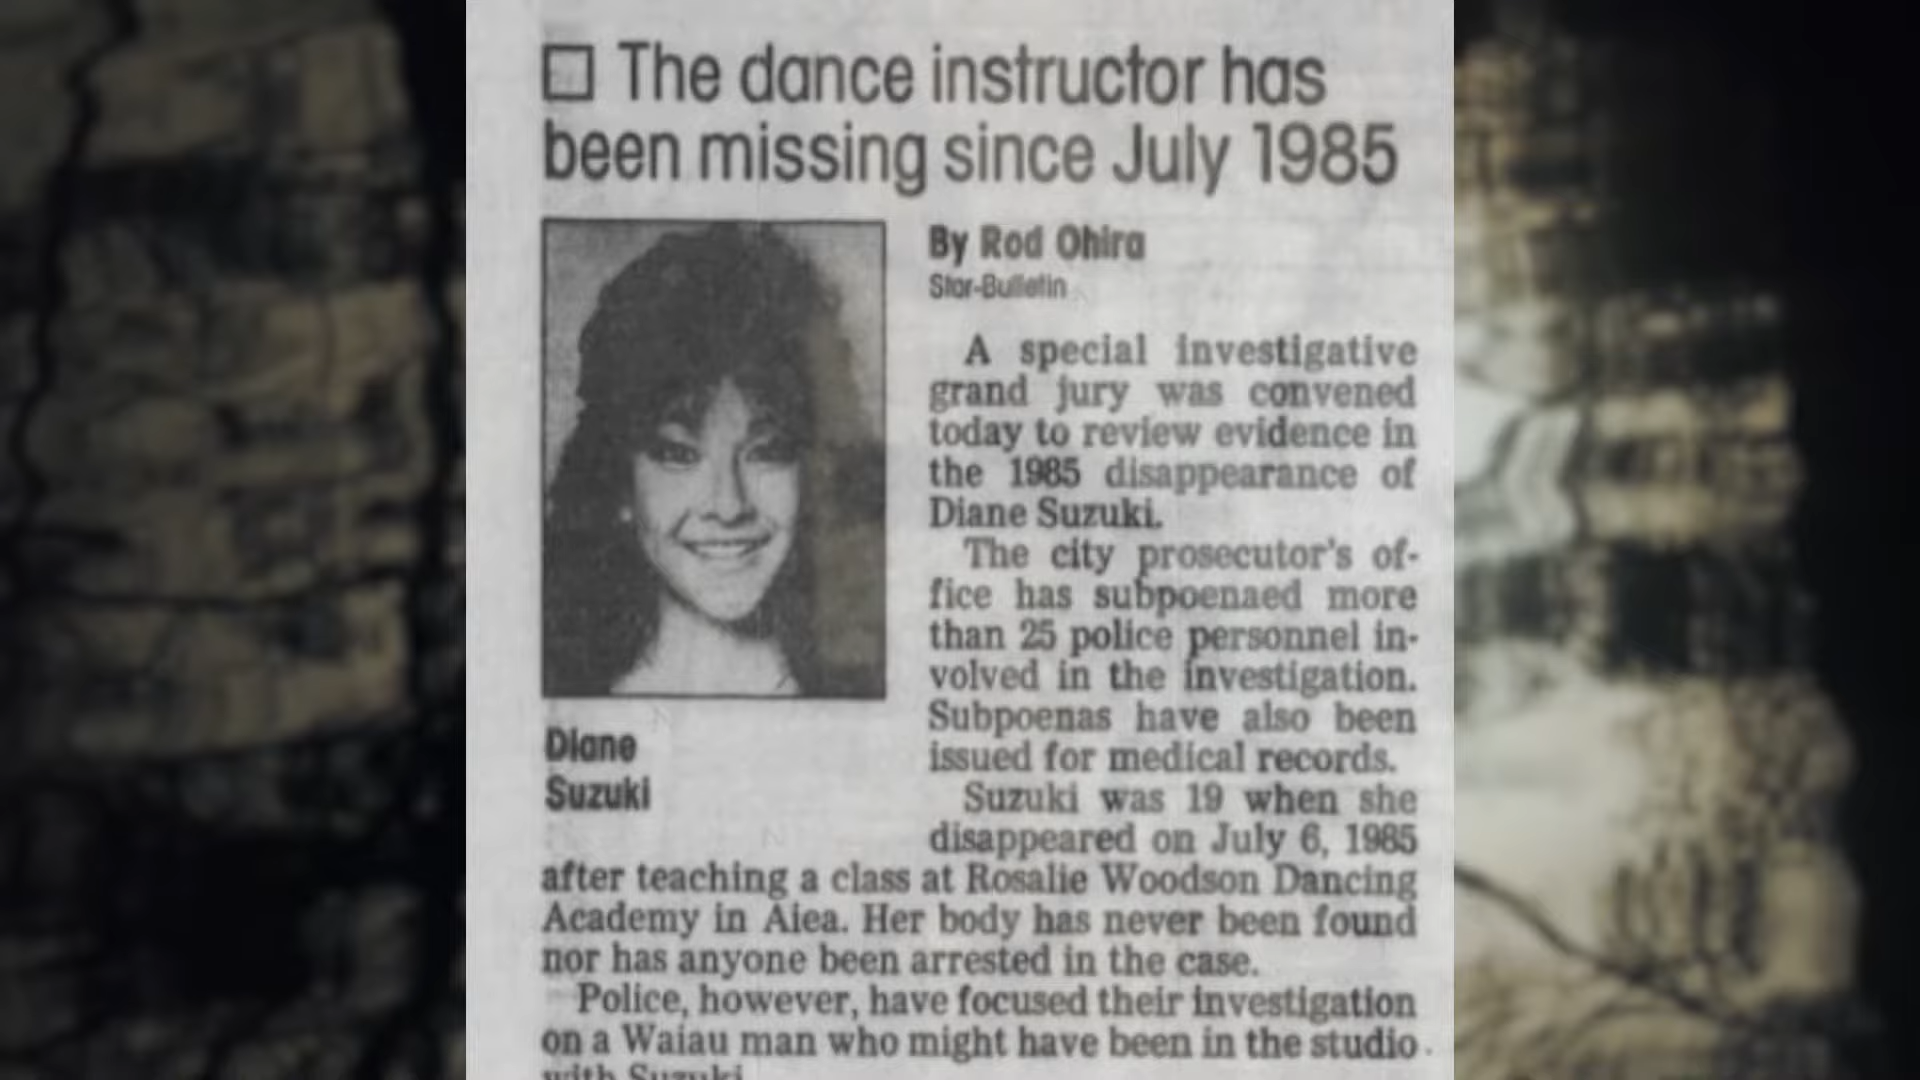 The dance instructor has
been missing since July 1985
By Rod Ohira
Star-Bulletin
A special investigative
grand jury was convened
today to review evidence in
the 1985 disappearance of
Diane Suzuki.
The city prosecutor's of-
fice has subpoenaed more
than 25 police personnel in-
volved in the investigation.
Subpoenas have also been
issued for medical records.
Diane
Suzuki
Suzuki was 19 when she
disappeared on July 6, 1985
after teaching a class at Rosalie Woodson Dancing
Academy in Aiea. Her body has never been found
nor has anyone been arrested in the case.
Police, however, have focused their investigation
on a Waiau man who might have been in the studio
with Suzuki.